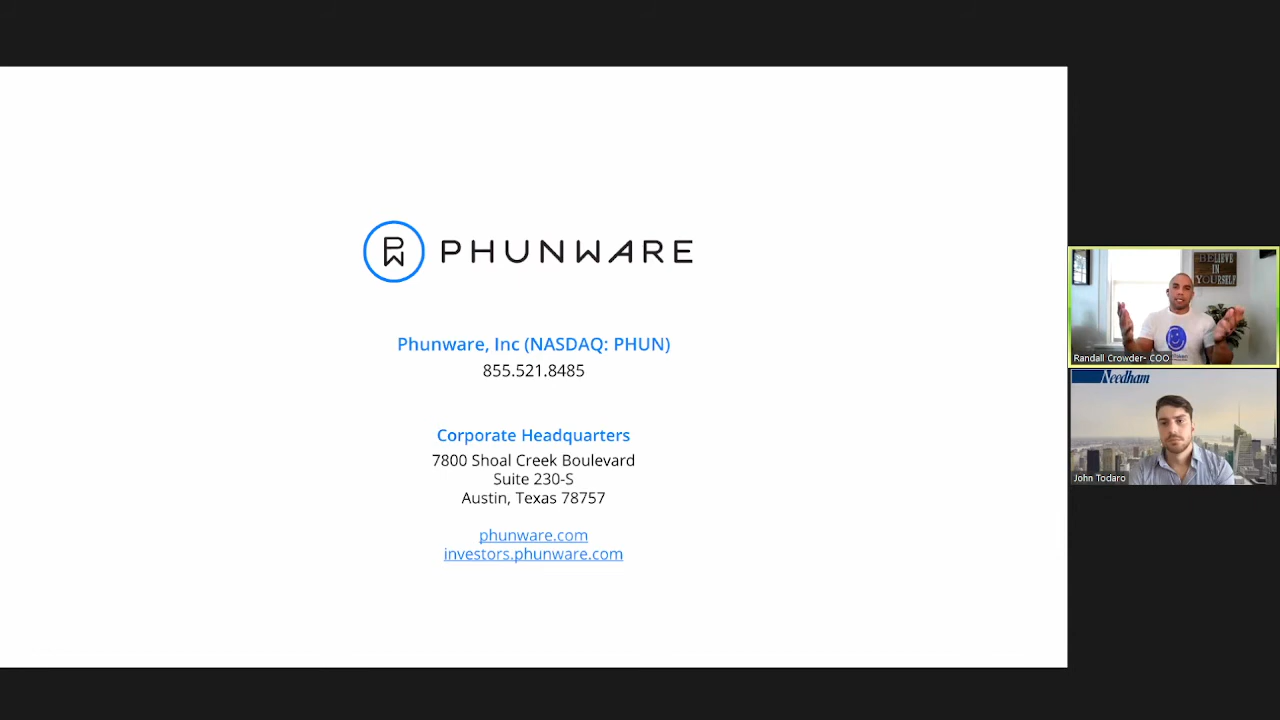 PW PHUNWARE
Phunware, Inc (NASDAQ: PHUN)
855.521.8485
Corporate Headquarters
7800 Shoal Creek Boulevard
Suite 230-S
Austin, Texas 78757
phunware.com
investors.phunware.com
BELIEVE
IN
YOURSELF
Randall Crowder- COO
Needham
John Todaro